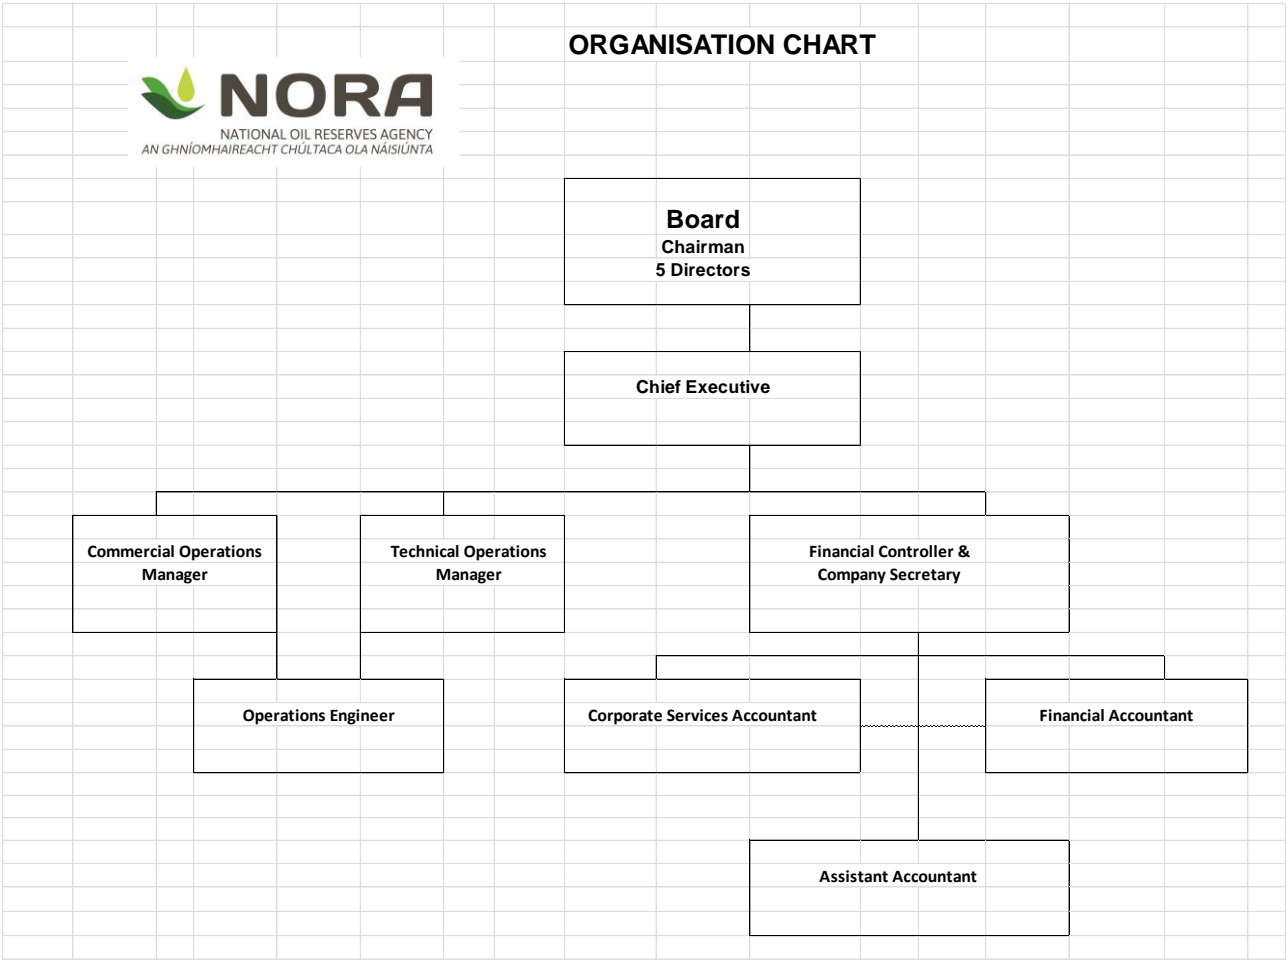 ORGANISATION CHART
NORA
NATIONAL OIL RESERVES AGENCY
AN GHNÍOMHAIREACHT CHÚLTACA OLA NÁISIÚNTA
Board
Chairman
5 Directors
Chief Executive
Commercial Operations
Manager
Technical Operations
Manager
Financial Controller &
Company Secretary
Operations Engineer
Corporate Services Accountant
Financial Accountant
Assistant Accountant